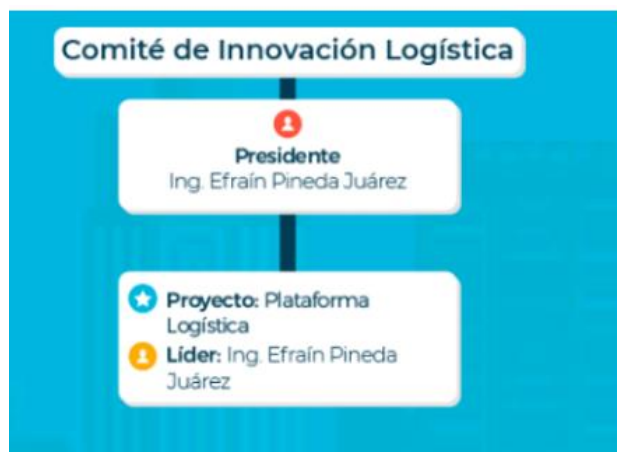 Comité de Innovación Logística
Presidente
Ing. Efraín Pineda Juárez
Proyecto: Plataforma
Logística
Líder: Ing. Efraín Pineda
Juárez